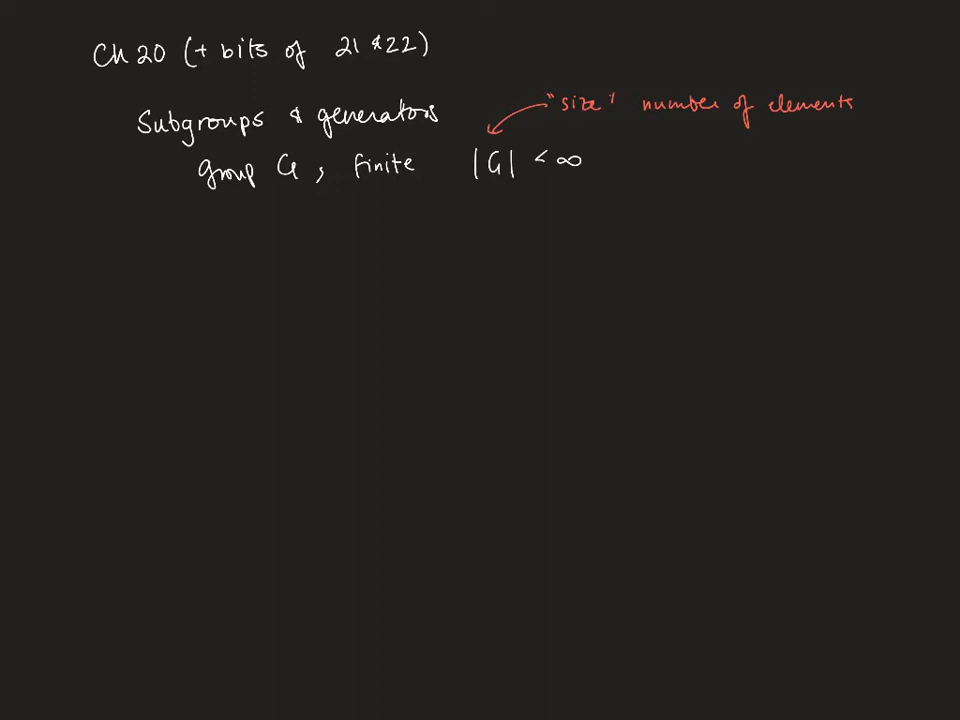 Ch 20 (+ bits of 21 & 22)
Subgroups & generators
"size" number of elements
group G, finite |G| < ∞